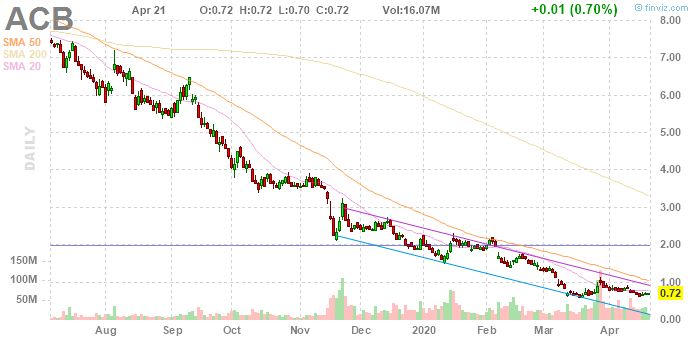 ACB Apr 21 O:0.72 H:0.72 L:0.70 C:0.72 Vol:16.07M +0.01 (0.70%) © finviz.com
SMA 50
SMA 200
SMA 20
DAILY
8.00
7.00
6.00
5.00
4.00
3.00
2.00
1.00
0.72
0.00
150M
100M
50M
Aug Sep Oct Nov Dec 2020 Feb Mar Apr